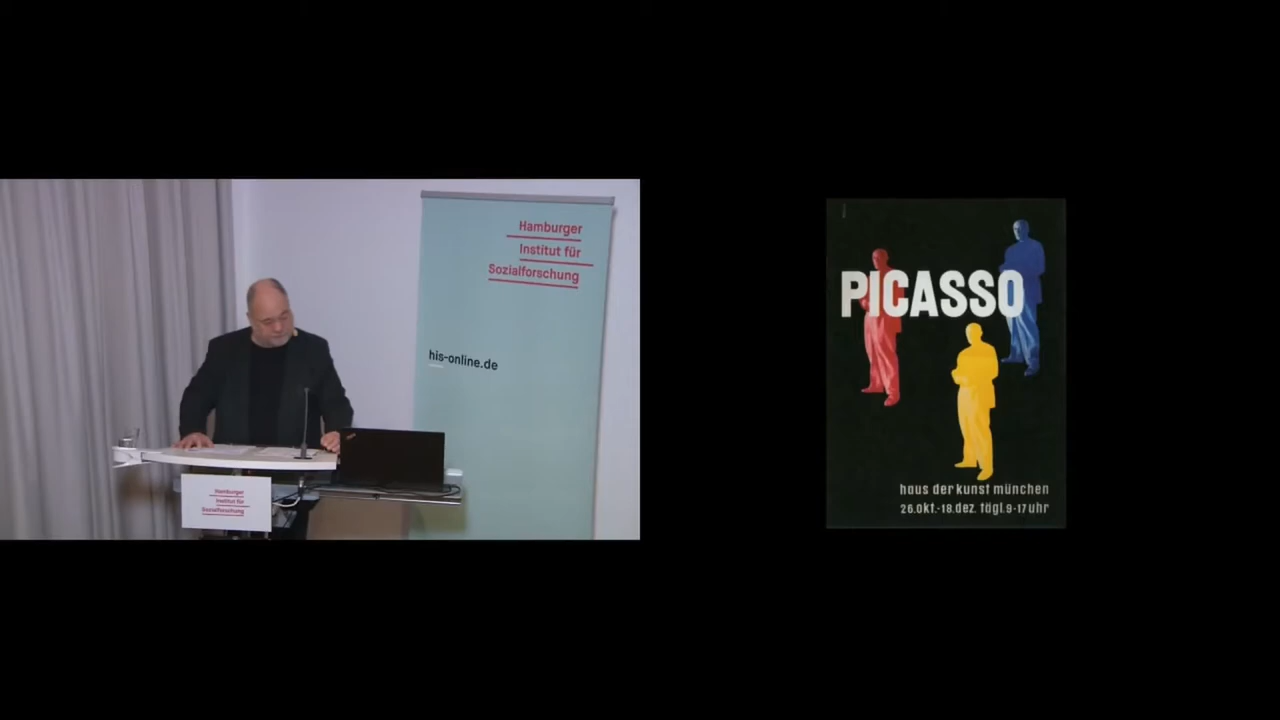 Hamburger
Institut für
Sozialforschung
his-online.de
Hamburger
Institut für
Sozialforschung
PICASSO
haus der kunst münchen
26.okt.-18.dez. tägl.9-17uhr